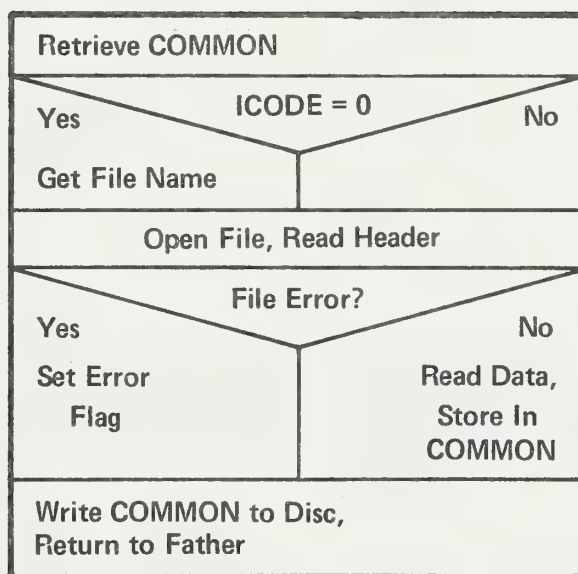 Retrieve COMMON
ICODE = 0
Yes
No
Get File Name
Open File, Read Header
File Error?
Yes
No
Set Error
Flag
Read Data,
Store In
COMMON
Write COMMON to Disc,
Return to Father